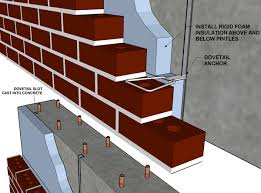 INSTALL RIGID FOAM
INSULATION ABOVE AND
BELOW PINTLES
DOVETAIL
ANCHOR
DOVETAIL SLOT
CAST INTO CONCRETE